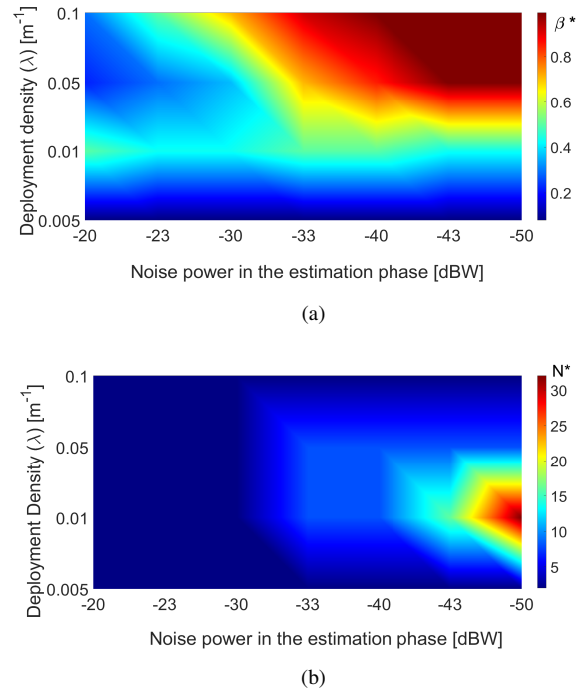 0.1
0.05
0.01
0.005
-20 -23 -30 -33 -40 -43 -50
Deployment density (λ) [m⁻¹]
Noise power in the estimation phase [dBW]
β*
0.8
0.6
0.4
0.2
(a)
0.1
0.05
0.01
0.005
-20 -23 -30 -33 -40 -43 -50
Deployment Density (λ) [m⁻¹]
Noise power in the estimation phase [dBW]
N*
30
25
20
15
10
5
(b)